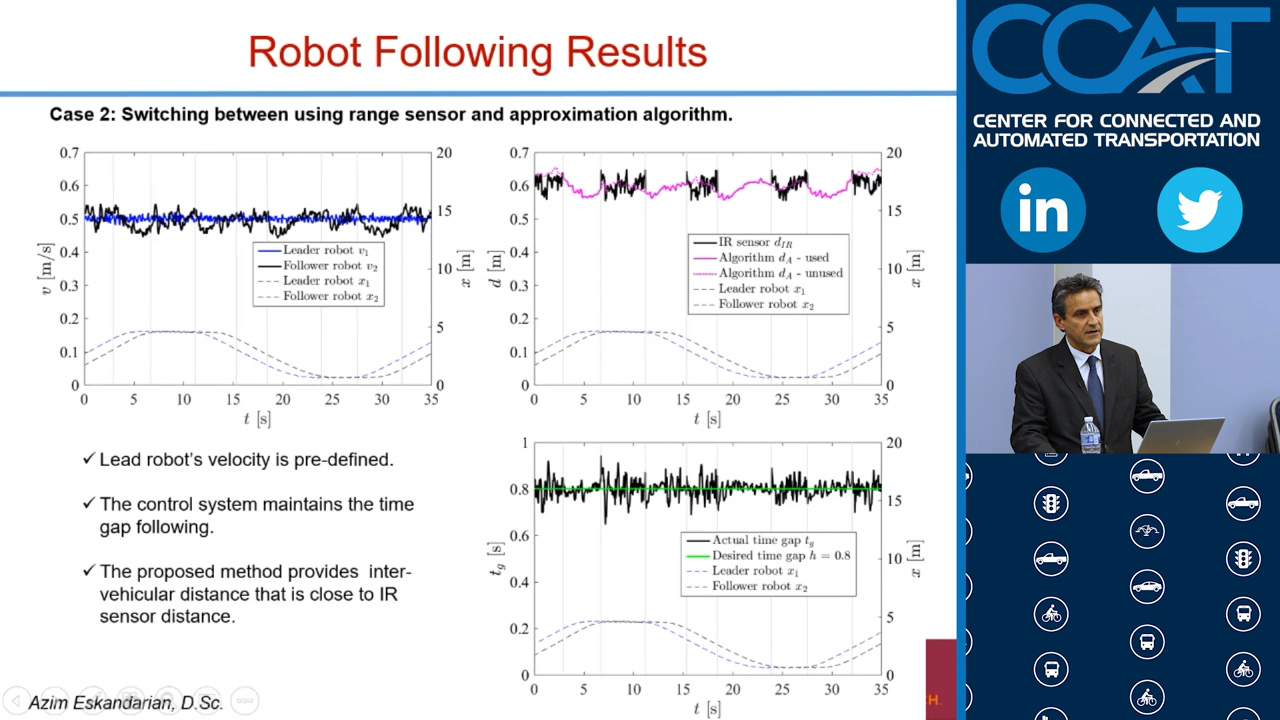 Robot Following Results
Case 2: Switching between using range sensor and approximation algorithm.
0.7
0.6
0.5
0.4
0.3
0.2
0.1
0
v [m/s]
20
15
10
5
0
x [m]
Leader robot v₁
Follower robot v₂
Leader robot x₁
Follower robot x₂
0 5 10 15 20 25 30 35
t [s]
0.7
0.6
0.5
0.4
0.3
0.2
0.1
0
d [m]
20
15
10
5
0
x [m]
IR sensor d_IR
Algorithm d_A - used
Algorithm d_A - unused
Leader robot x₁
Follower robot x₂
0 5 10 15 20 25 30 35
t [s]
✓ Lead robot's velocity is pre-defined.
✓ The control system maintains the time
gap following.
✓ The proposed method provides inter-
vehicular distance that is close to IR
sensor distance.
1
0.8
0.6
0.4
0.2
0
t_g [s]
20
15
10
5
0
x [m]
Actual time gap t_g
Desired time gap h = 0.8
Leader robot x₁
Follower robot x₂
0 5 10 15 20 25 30 35
t [s]
Azim Eskandarian, D.Sc.
CH.
CCAT
CENTER FOR CONNECTED AND
AUTOMATED TRANSPORTATION
in